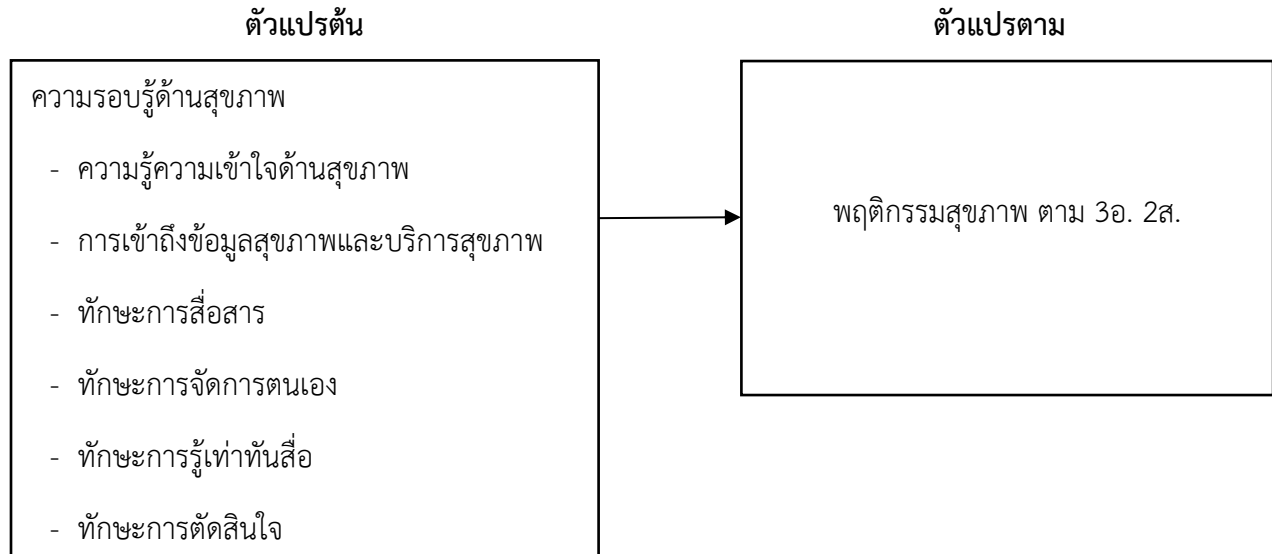 ตัวแปรต้น
ความรอบรู้ด้านสุขภาพ
- ความรู้ความเข้าใจด้านสุขภาพ
- การเข้าถึงข้อมูลสุขภาพและบริการสุขภาพ
- ทักษะการสื่อสาร
- ทักษะการจัดการตนเอง
- ทักษะการรู้เท่าทันสื่อ
- ทักษะการตัดสินใจ
ตัวแปรตาม
พฤติกรรมสุขภาพ ตาม 3อ. 2ส.